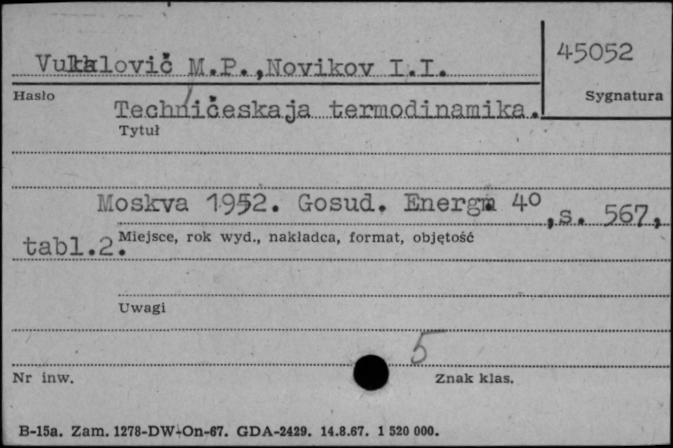 Vukalovič M.P.,Novikov I.I.
45052
Hasło
Sygnatura
Techničeskaja termodinamika.
Tytuł
Moskva 1952. Gosud. Energ. 4º,s. 567,
tabl.2.
Miejsce, rok wyd., nakładca, format, objętość
Uwagi
5
Nr inw.
Znak klas.
B-15a. Zam. 1278-DW-On-67. GDA-2429. 14.8.67. 1 520 000.